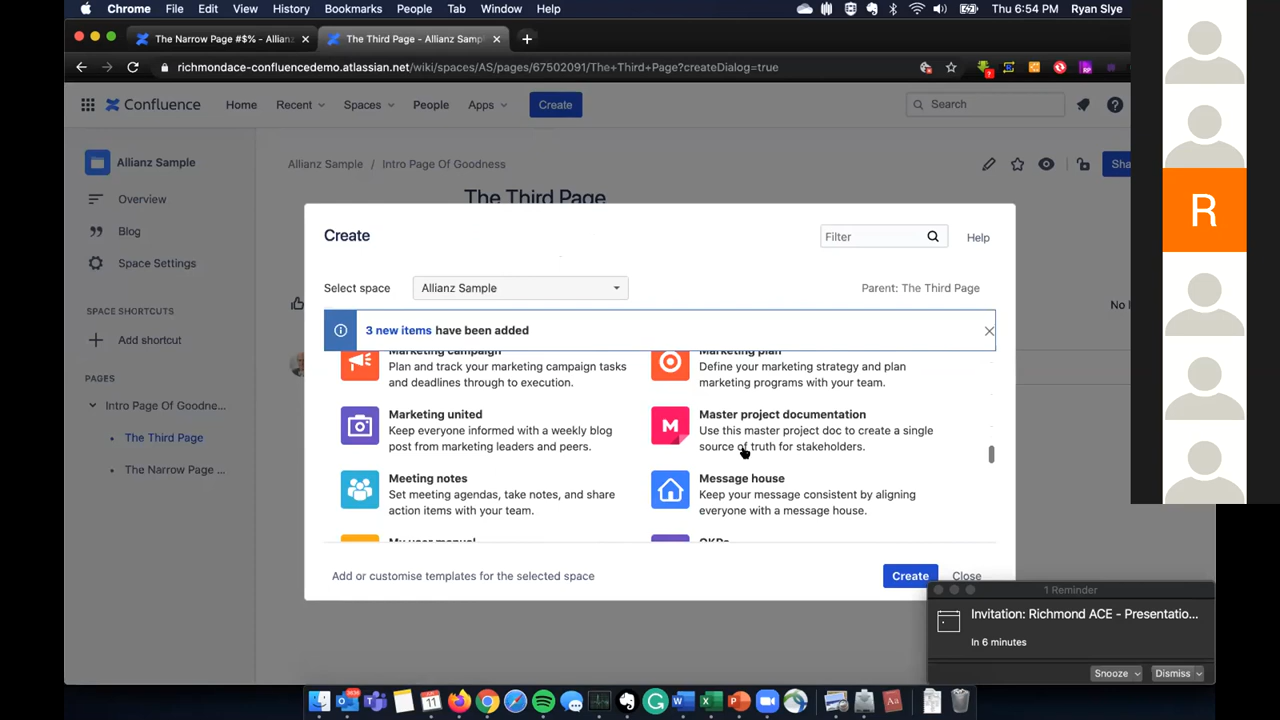 Chrome File Edit View History Bookmarks People Tab Window Help Thu 6:54 PM Ryan Slye
The Narrow Page #$% - Allian The Third Page - Allianz Samp
richmondace-confluencedemo.atlassian.net/wiki/spaces/AS/pages/67502091/The+Third+Page?createDialog=true
Confluence Home Recent Spaces People Apps Create Search
Allianz Sample
Overview
Blog
Space Settings
SPACE SHORTCUTS
Add shortcut
PAGES
Intro Page Of Goodne...
The Third Page
The Narrow Page ...
Allianz Sample / Intro Page Of Goodness
Sha
The Third Page
No l
Create
Filter
Help
Select space
Allianz Sample
Parent: The Third Page
3 new items have been added
Marketing campaign
Plan and track your marketing campaign tasks
and deadlines through to execution.
Marketing plan
Define your marketing strategy and plan
marketing programs with your team.
Marketing united
Keep everyone informed with a weekly blog
post from marketing leaders and peers.
M
Master project documentation
Use this master project doc to create a single
source of truth for stakeholders.
Meeting notes
Set meeting agendas, take notes, and share
action items with your team.
Message house
Keep your message consistent by aligning
everyone with a message house.
My user manual
OKRs
Add or customise templates for the selected space
Create
Close
R
1 Reminder
Invitation: Richmond ACE - Presentatio...
In 6 minutes
Snooze
Dismiss